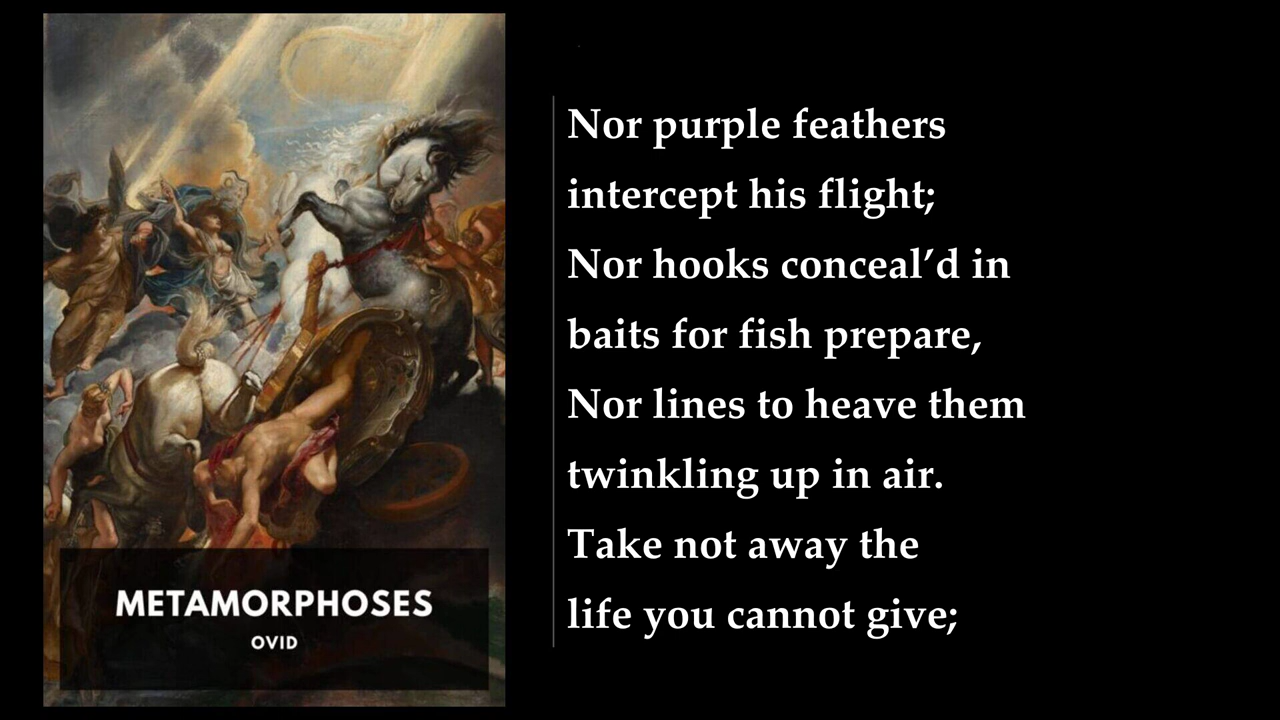 METAMORPHOSES
OVID
Nor purple feathers
intercept his flight;
Nor hooks conceal’d in
baits for fish prepare,
Nor lines to heave them
twinkling up in air.
Take not away the
life you cannot give;